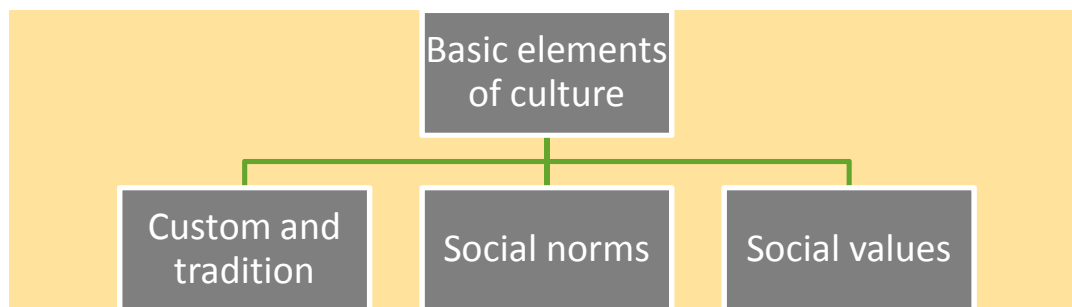 Basic elements
of culture
Custom and
tradition
Social norms
Social values